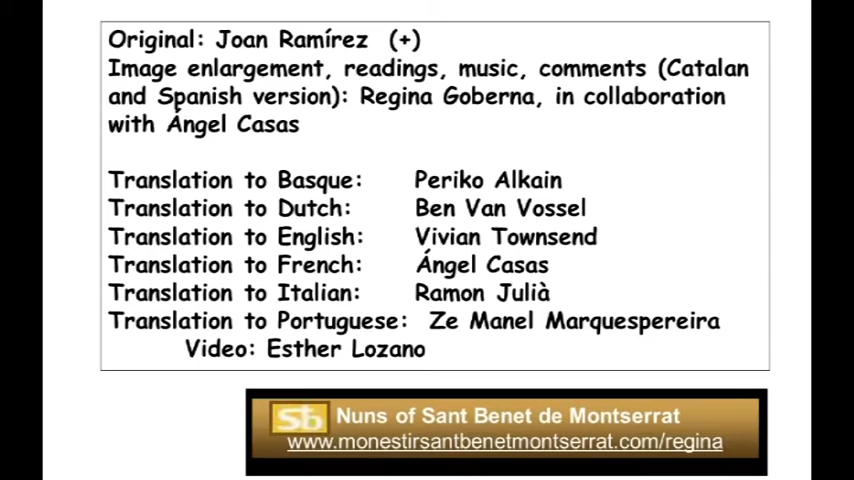 Original: Joan Ramírez (+)
Image enlargement, readings, music, comments (Catalan
and Spanish version): Regina Goberna, in collaboration
with Ángel Casas
Translation to Basque: Periko Alkain
Translation to Dutch: Ben Van Vossel
Translation to English: Vivian Townsend
Translation to French: Ángel Casas
Translation to Italian: Ramon Julià
Translation to Portuguese: Ze Manel Marquespereira
Video: Esther Lozano
Sb Nuns of Sant Benet de Montserrat
www.monestirsantbenetmontserrat.com/regina